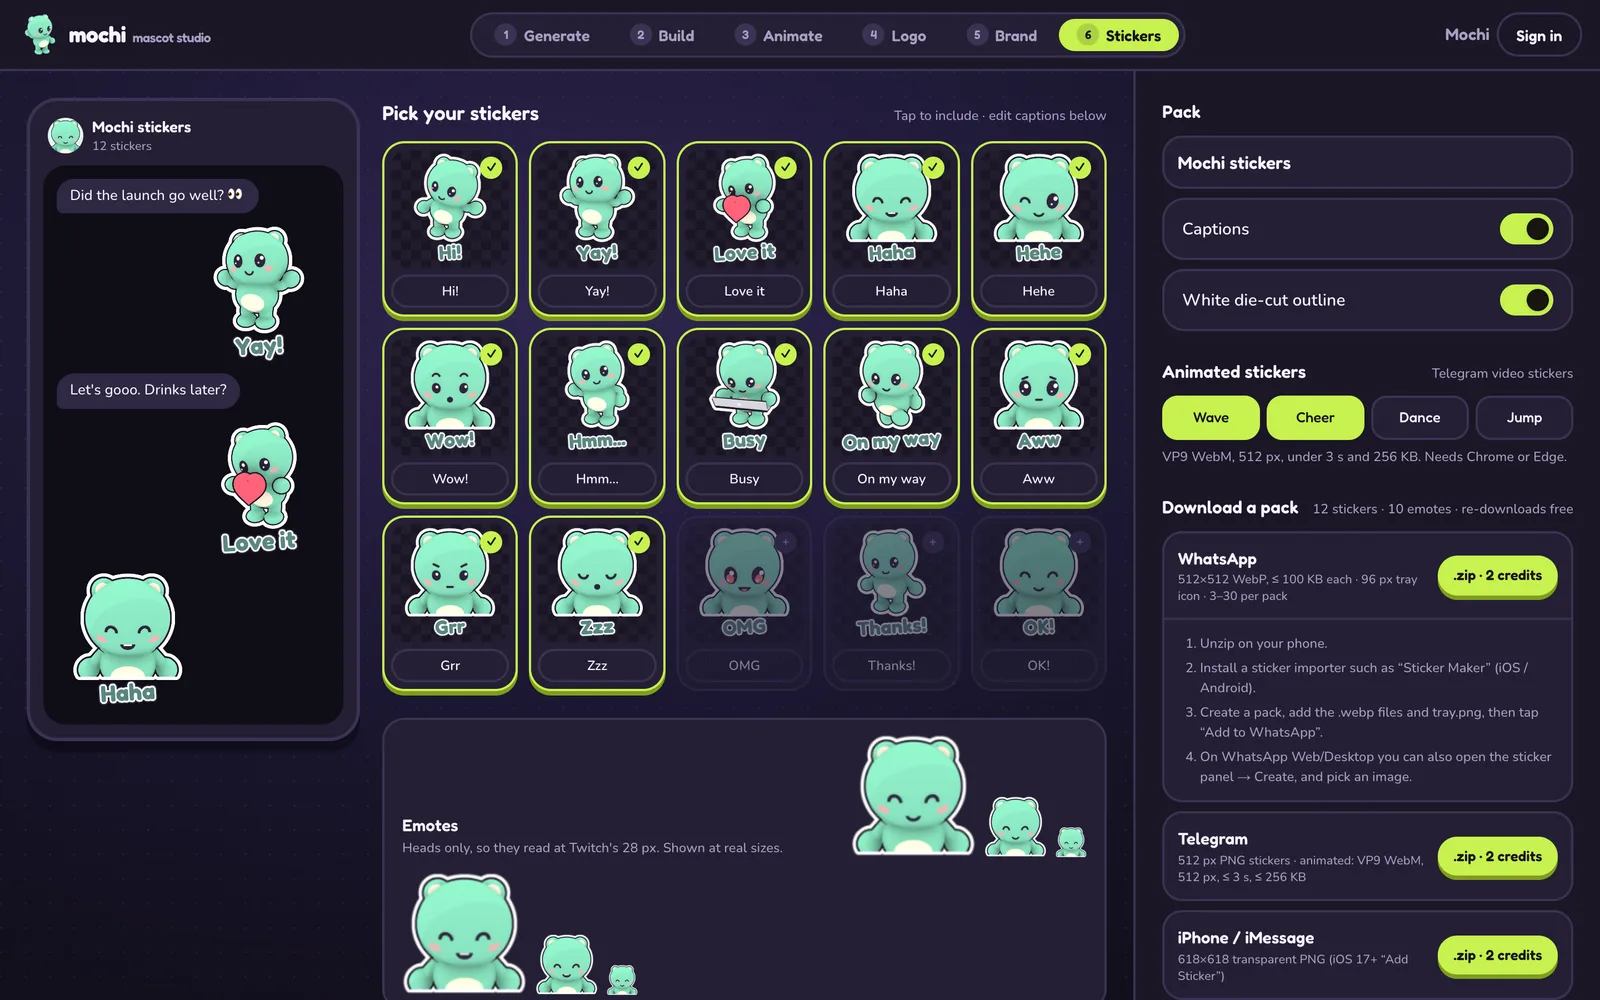 mochi mascot studio
1 Generate
2 Build
3 Animate
4 Logo
5 Brand
6 Stickers
Mochi
Sign in
Mochi stickers
12 stickers
Did the launch go well? 👀
Yay!
Let's gooo. Drinks later?
Love it
Haha
Pick your stickers
Tap to include · edit captions below
Hi!
Yay!
Love it
Haha
Hehe
Hi!
Yay!
Love it
Haha
Hehe
Wow!
Hmm...
Busy
On my way
Aww
Wow!
Hmm...
Busy
On my way
Aww
Grr
Zzz
OMG
Thanks!
OK!
Grr
Zzz
OMG
Thanks!
OK!
Emotes
Heads only, so they read at Twitch's 28 px. Shown at real sizes.
Pack
Mochi stickers
Captions
White die-cut outline
Animated stickers
Telegram video stickers
Wave
Cheer
Dance
Jump
VP9 WebM, 512 px, under 3 s and 256 KB. Needs Chrome or Edge.
Download a pack
12 stickers · 10 emotes · re-downloads free
WhatsApp
512×512 WebP, ≤ 100 KB each · 96 px tray
icon · 3–30 per pack
.zip · 2 credits
1. Unzip on your phone.
2. Install a sticker importer such as “Sticker Maker” (iOS /
Android).
3. Create a pack, add the .webp files and tray.png, then tap
“Add to WhatsApp”.
4. On WhatsApp Web/Desktop you can also open the sticker
panel → Create, and pick an image.
Telegram
512 px PNG stickers · animated: VP9 WebM,
512 px, ≤ 3 s, ≤ 256 KB
.zip · 2 credits
iPhone / iMessage
618×618 transparent PNG (iOS 17+ “Add
Sticker”)
.zip · 2 credits